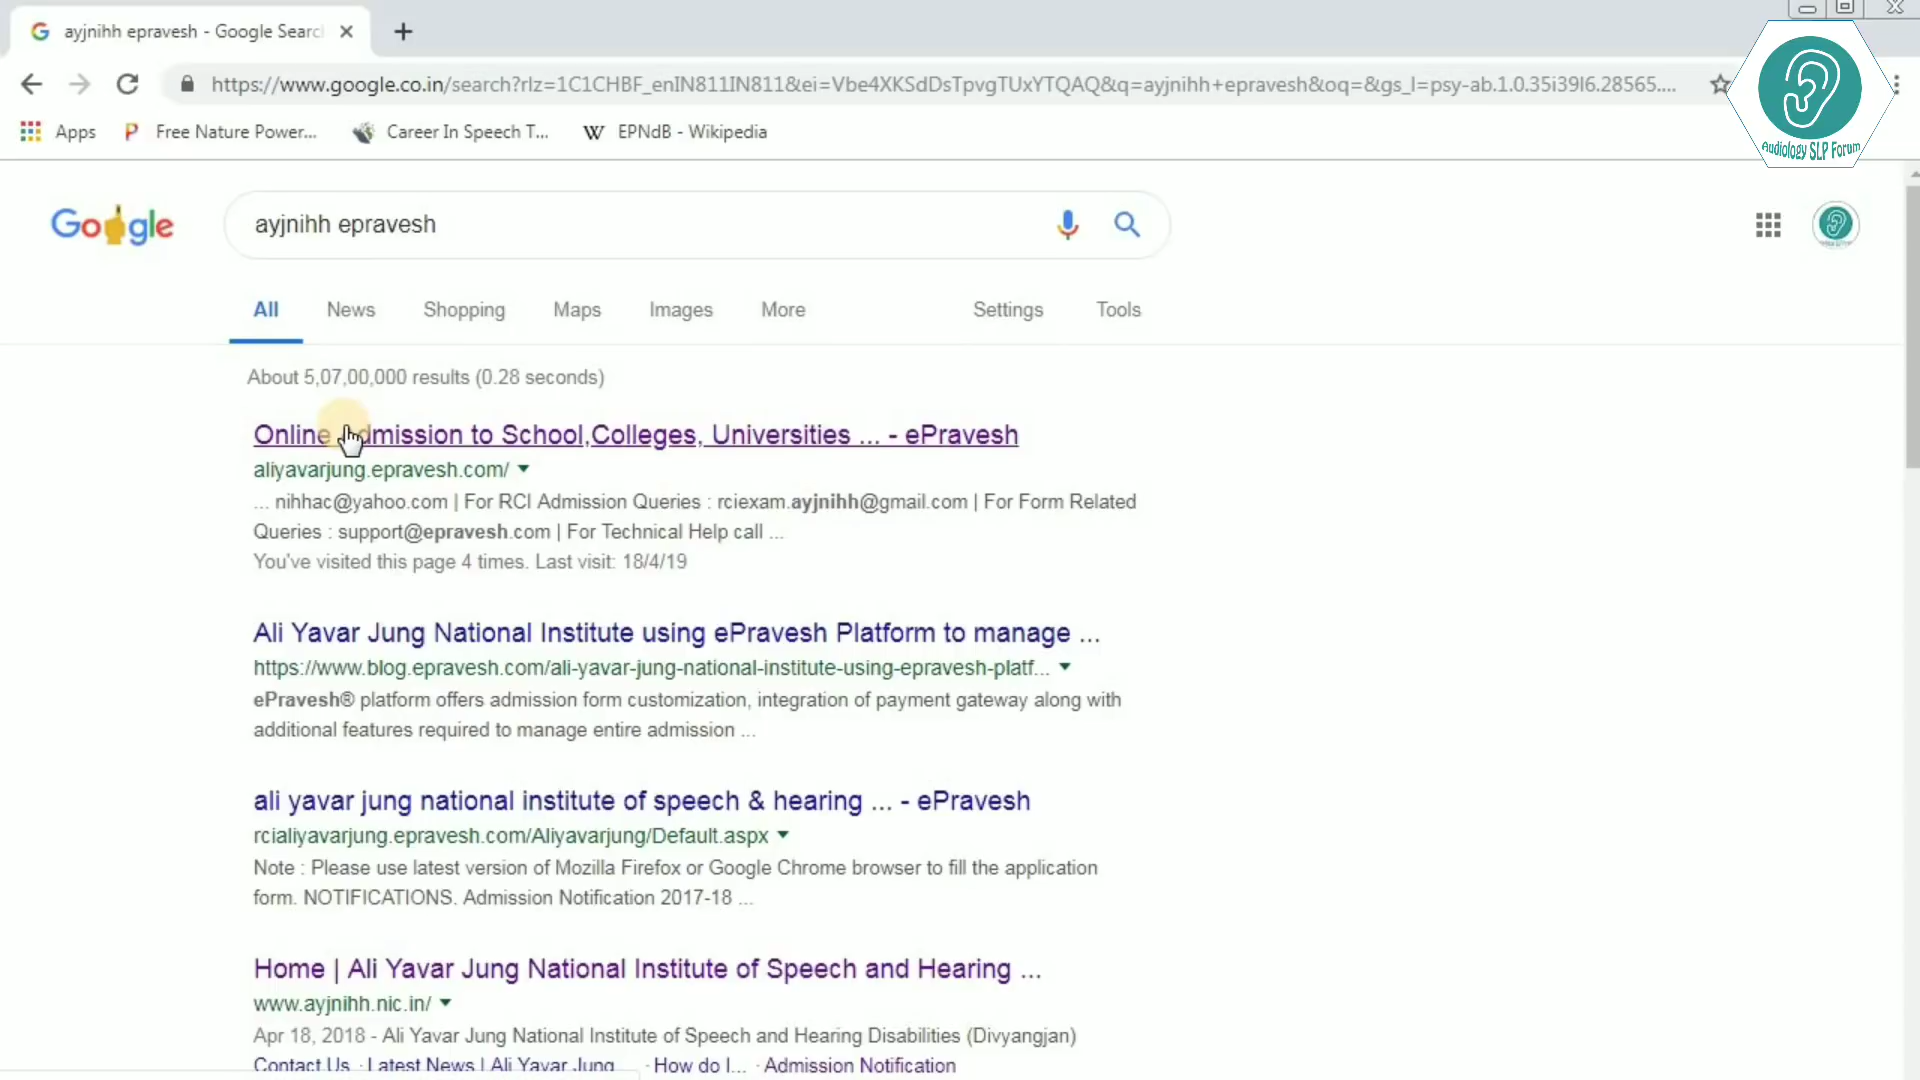 ayjnihh epravesh - Google Searc
https://www.google.co.in/search?rlz=1C1CHBF_enIN811IN811&ei=Vbe4XKSdDsTpvgTUxYTQAQ&q=ayjnihh+epravesh&oq=&gs_l=psy-ab.1.0.35i39l6.28565....
Apps Free Nature Power... Career In Speech T... W EPNdB - Wikipedia
Audiology SLP Forum
Google
ayjnihh epravesh
All News Shopping Maps Images More Settings Tools
About 5,07,00,000 results (0.28 seconds)
Online Admission to School,Colleges, Universities ... - ePravesh
aliyavarjung.epravesh.com/
... nihhac@yahoo.com | For RCI Admission Queries : rciexam.ayjnihh@gmail.com | For Form Related
Queries : support@epravesh.com | For Technical Help call ...
You've visited this page 4 times. Last visit: 18/4/19
Ali Yavar Jung National Institute using ePravesh Platform to manage ...
https://www.blog.epravesh.com/ali-yavar-jung-national-institute-using-epravesh-platf...
ePravesh® platform offers admission form customization, integration of payment gateway along with
additional features required to manage entire admission ...
ali yavar jung national institute of speech & hearing ... - ePravesh
rcialiyavarjung.epravesh.com/Aliyavarjung/Default.aspx
Note : Please use latest version of Mozilla Firefox or Google Chrome browser to fill the application
form. NOTIFICATIONS. Admission Notification 2017-18 ...
Home | Ali Yavar Jung National Institute of Speech and Hearing ...
www.ayjnihh.nic.in/
Apr 18, 2018 - Ali Yavar Jung National Institute of Speech and Hearing Disabilities (Divyangjan)
Contact Us · Latest News | Ali Yavar Jung ... · How do I... · Admission Notification